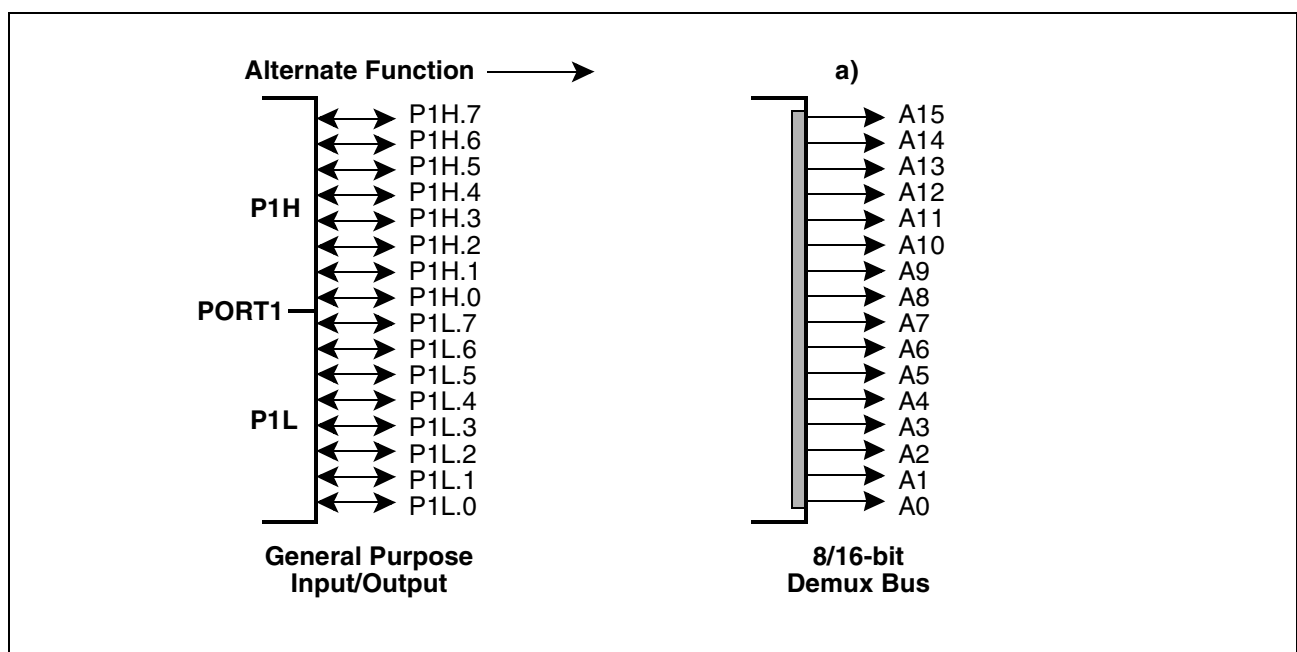 Alternate Function
a)
P1H
PORT1
P1L
P1H.7
P1H.6
P1H.5
P1H.4
P1H.3
P1H.2
P1H.1
P1H.0
P1L.7
P1L.6
P1L.5
P1L.4
P1L.3
P1L.2
P1L.1
P1L.0
A15
A14
A13
A12
A11
A10
A9
A8
A7
A6
A5
A4
A3
A2
A1
A0
General Purpose
Input/Output
8/16-bit
Demux Bus